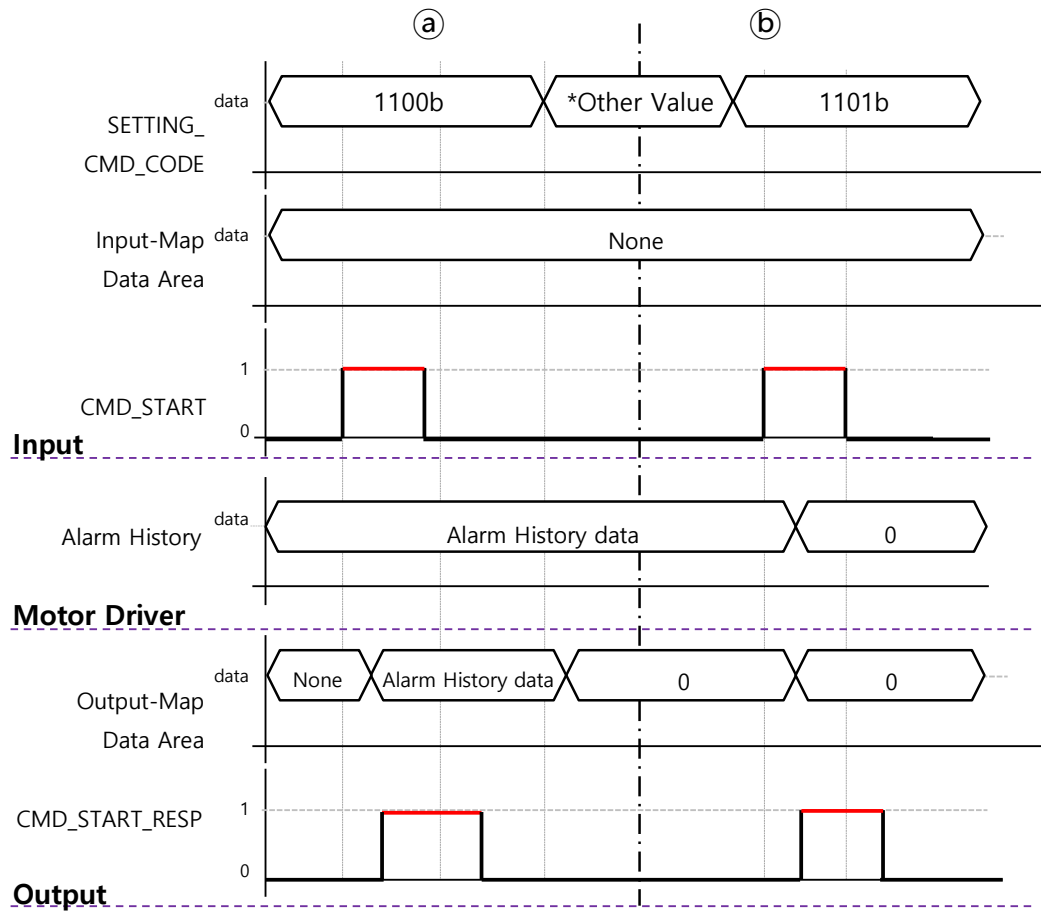 ⓐ
ⓑ
SETTING_
CMD_CODE
data
1100b
*Other Value
1101b
Input-Map
Data Area
data
None
CMD_START
1
0
Input
Alarm History
data
Alarm History data
0
Motor Driver
Output-Map
Data Area
data
None
Alarm History data
0
0
CMD_START_RESP
1
0
Output